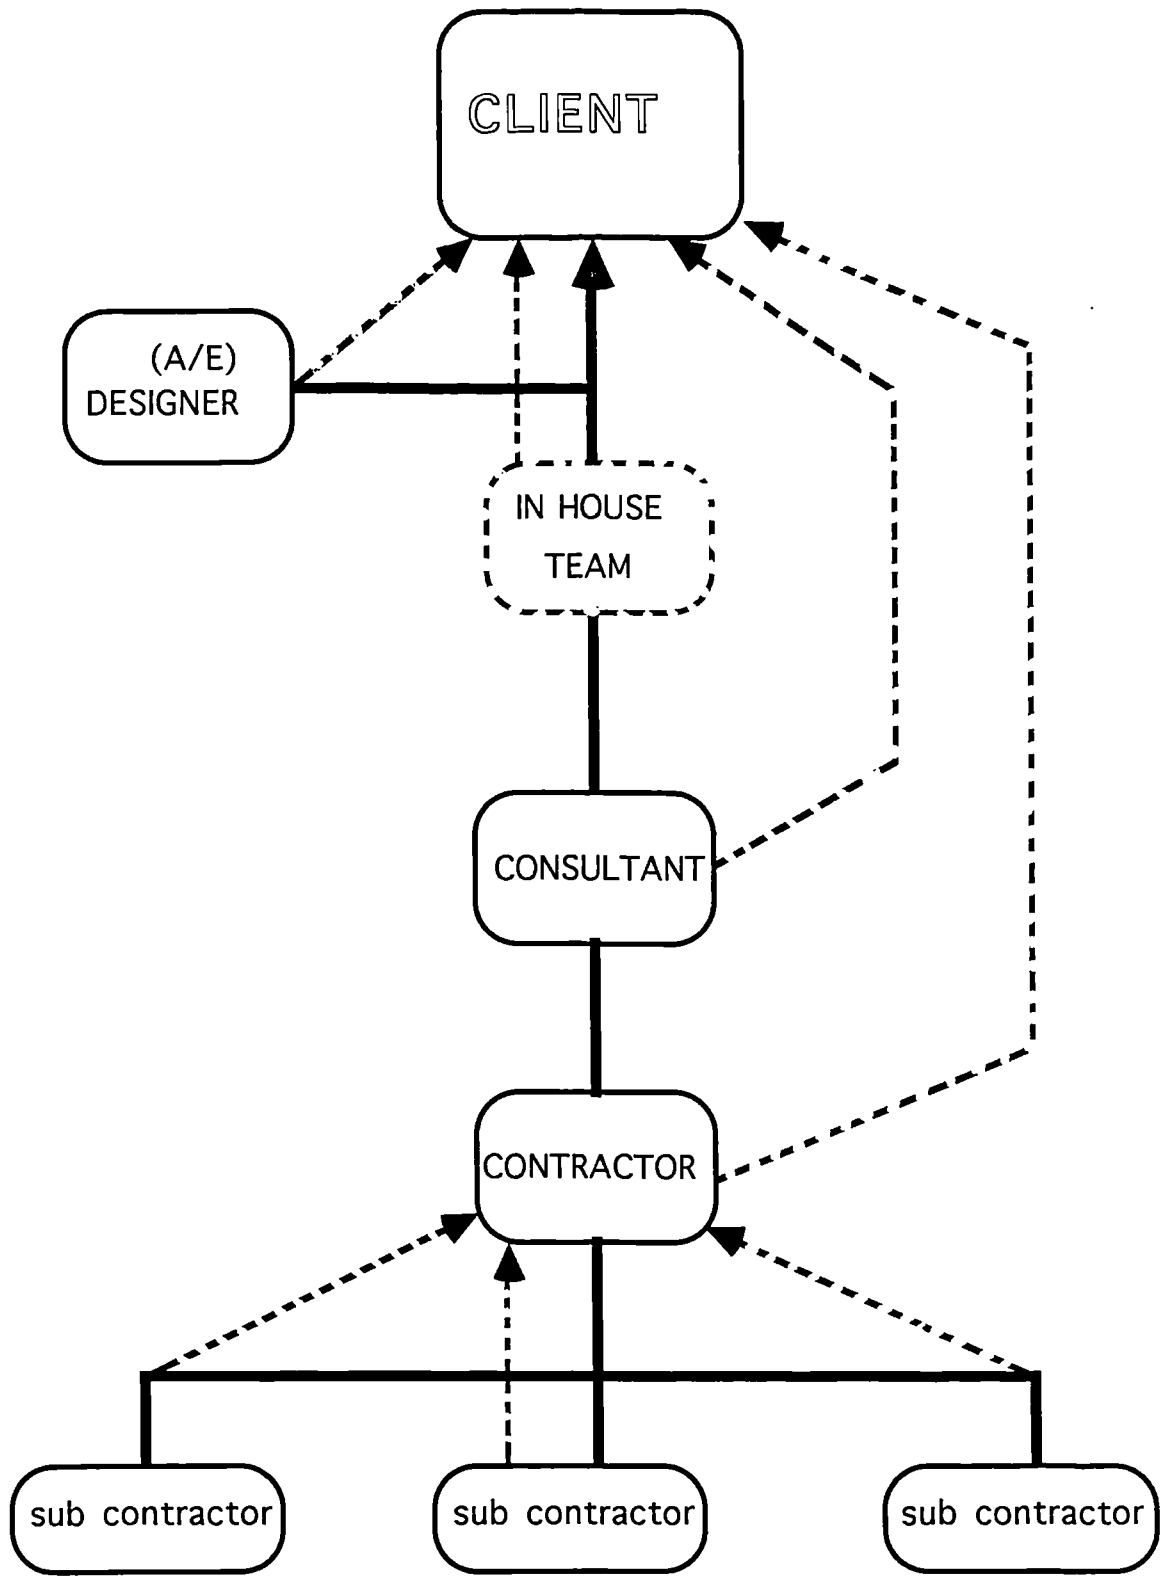 CLIENT
(A/E)
DESIGNER
IN HOUSE
TEAM
CONSULTANT
CONTRACTOR
sub contractor
sub contractor
sub contractor